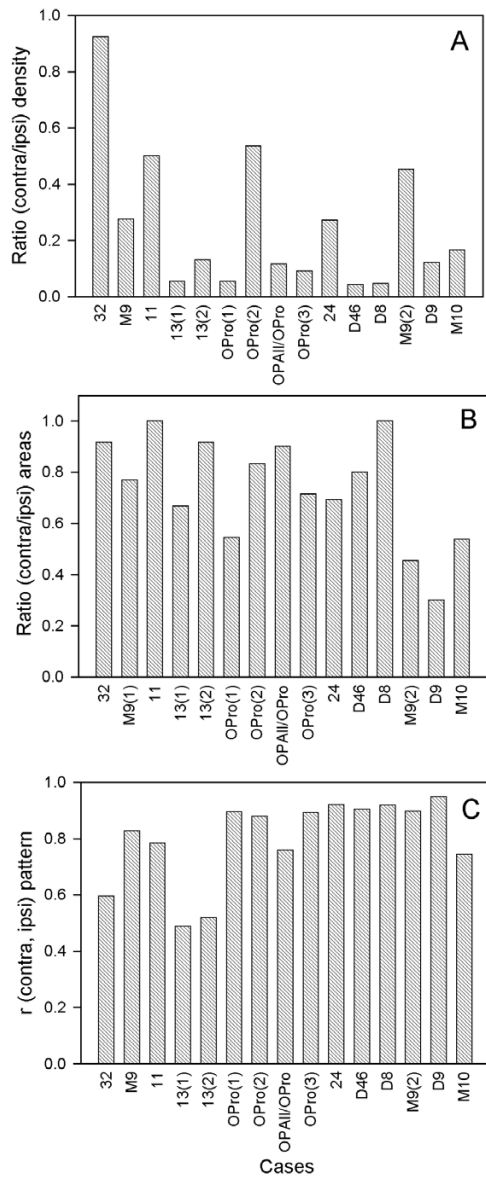 A
Ratio (contra/ipsi) density
1.0
0.8
0.6
0.4
0.2
0.0
32
M9
11
13(1)
13(2)
OPro(1)
OPro(2)
OPAll/OPro
OPro(3)
24
D46
D8
M9(2)
D9
M10
B
Ratio (contra/ipsi) areas
1.0
0.8
0.6
0.4
0.2
0.0
32
M9(1)
11
13(1)
13(2)
OPro(1)
OPro(2)
OPAll/OPro
OPro(3)
24
D46
D8
M9(2)
D9
M10
C
r (contra, ipsi) pattern
1.0
0.8
0.6
0.4
0.2
0.0
32
M9
11
13(1)
13(2)
OPro(1)
OPro(2)
OPAll/OPro
OPro(3)
24
D46
D8
M9(2)
D9
M10
Cases